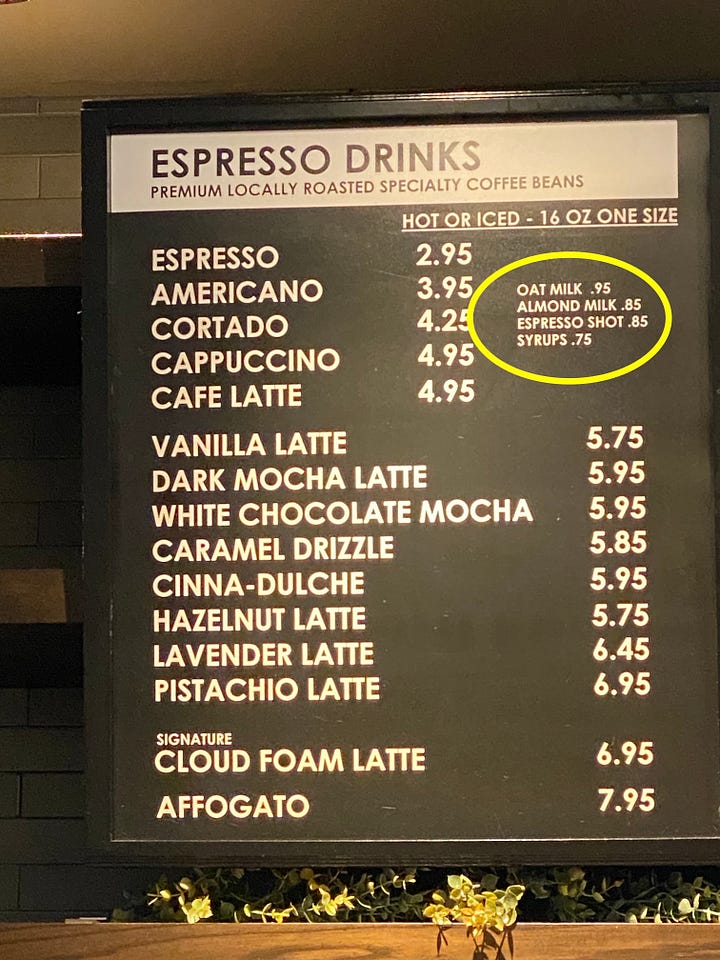 ESPRESSO DRINKS
PREMIUM LOCALLY ROASTED SPECIALTY COFFEE BEANS
HOT OR ICED - 16 OZ ONE SIZE
ESPRESSO 2.95
AMERICANO 3.95
CORTADO 4.25
CAPPUCCINO 4.95
CAFE LATTE 4.95
OAT MILK .95
ALMOND MILK .85
ESPRESSO SHOT .85
SYRUPS .75
VANILLA LATTE 5.75
DARK MOCHA LATTE 5.95
WHITE CHOCOLATE MOCHA 5.95
CARAMEL DRIZZLE 5.85
CINNA-DULCHE 5.95
HAZELNUT LATTE 5.75
LAVENDER LATTE 6.45
PISTACHIO LATTE 6.95
SIGNATURE
CLOUD FOAM LATTE 6.95
AFFOGATO 7.95